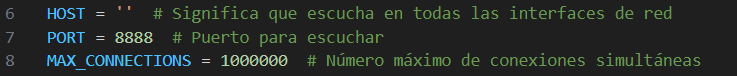 6 HOST = '' # Significa que escucha en todas las interfaces de red
7 PORT = 8888 # Puerto para escuchar
8 MAX_CONNECTIONS = 1000000 # Número máximo de conexiones simultáneas